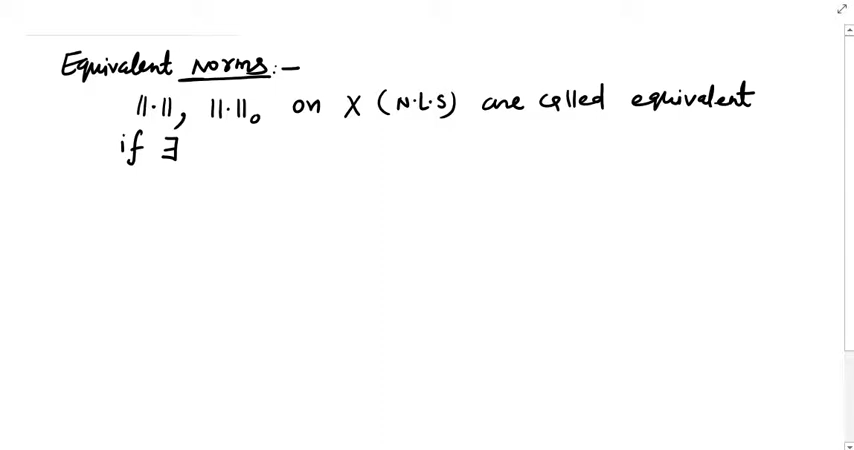 Equivalent Norms:-
||·||, ||·||₀ on X (N.L.S) are called equivalent
if ∃